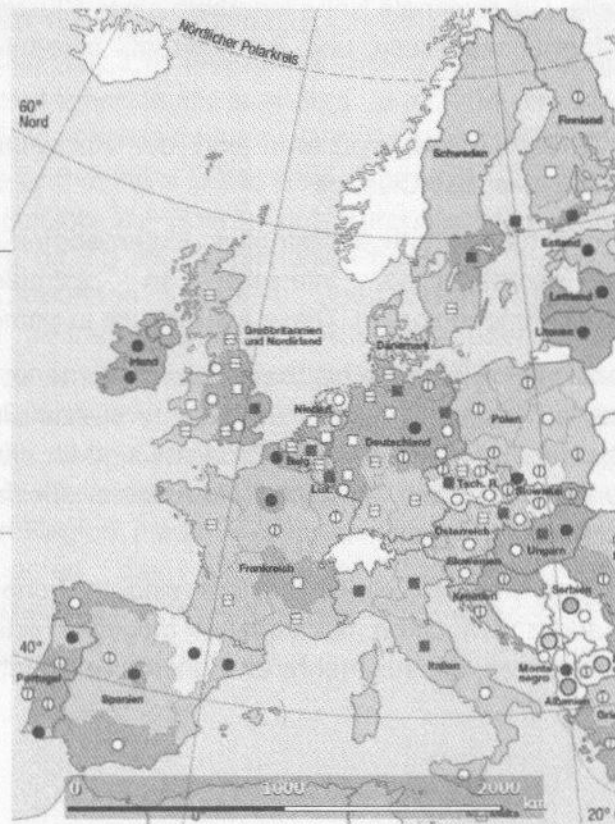 Nördlicher Polarkreis
60°
Nord
Finnland
Schweden
Estland
Lettland
Litauen
Großbritannien
und Nordirland
Dänemark
Irland
Niederl.
Polen
Deutschland
Belg.
Lux.
Tsch. R.
Slowakei
Österreich
Ungarn
Frankreich
Slowenien
Kroatien
Serbien
40°
Portugal
Spanien
Italien
Monte-
negro
Albanien
0
1000
2000
km
0
20°